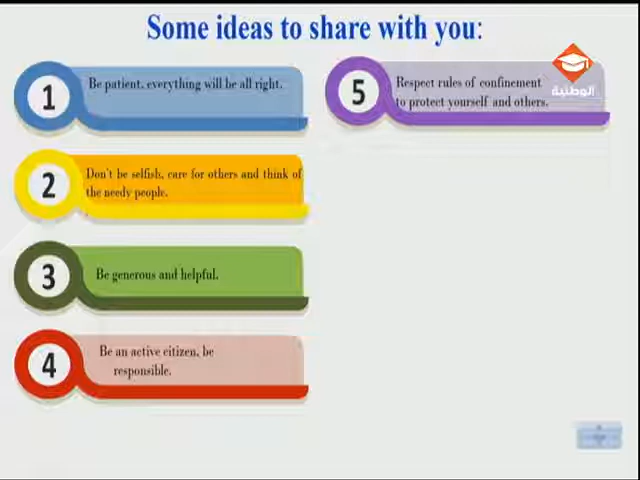 Some ideas to share with you:
1
Be patient, everything will be all right.
2
Don't be selfish, care for others and think of
the needy people.
3
Be generous and helpful.
4
Be an active citizen, be
responsible.
5
Respect rules of confinement
to protect yourself and others.
الوطنية